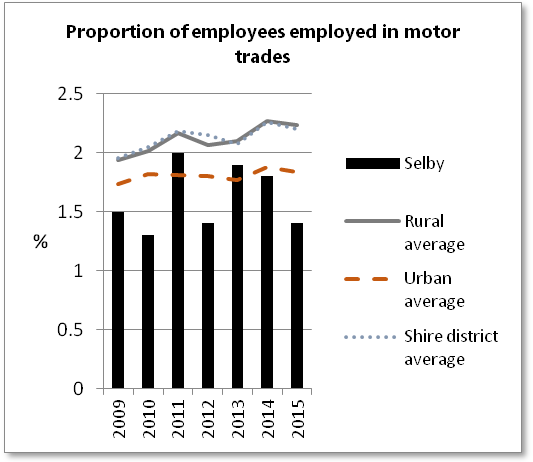 Proportion of employees employed in motor
trades
2.5
2
1.5
1
0.5
0
%
2009
2010
2011
2012
2013
2014
2015
Selby
Rural
average
Urban
average
Shire district
average